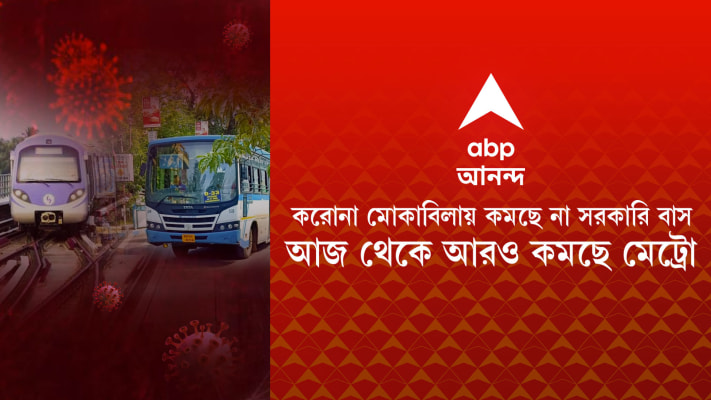 abp
আনন্দ
করোনা মোকাবিলায় কমছে না সরকারি বাস
আজ থেকে আরও কমছে মেট্রো